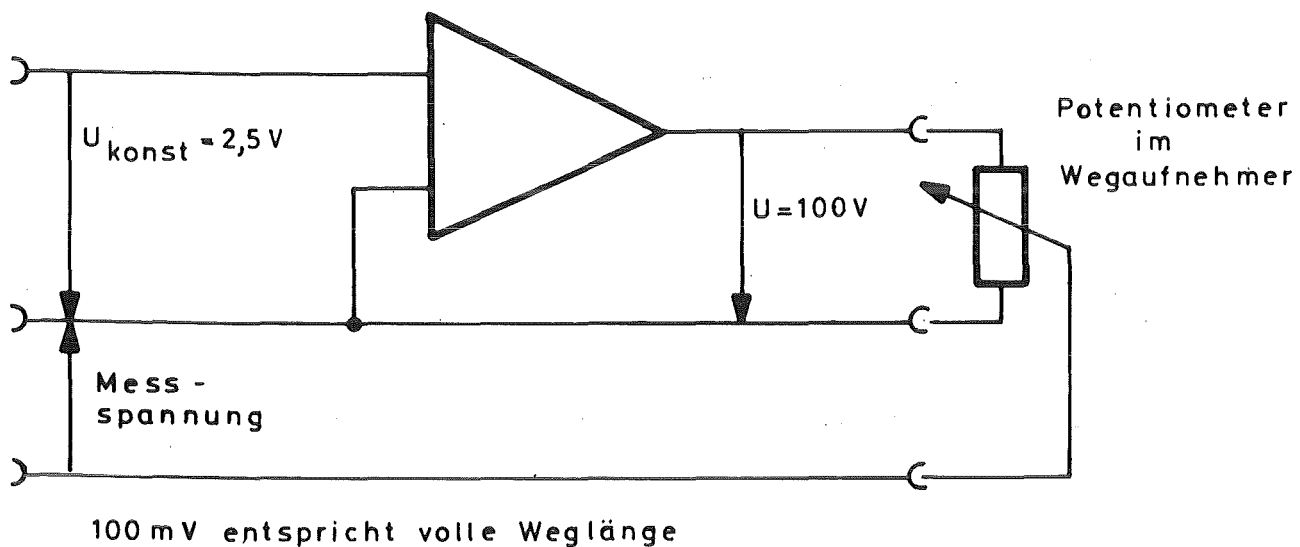 U konst = 2,5 V
U = 100 V
Potentiometer
im
Wegaufnehmer
Mess -
spannung
100 mV entspricht volle Weglänge